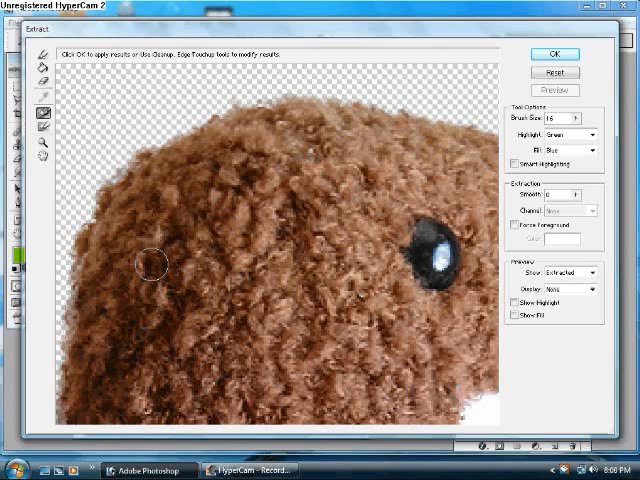 Unregistered HyperCam 2
Extract
Click OK to apply results or Use Cleanup, Edge Touchup tools to modify results.
OK
Reset
Preview
Tool Options
Brush Size: 16
Highlight: Green
Fill: Blue
Smart Highlighting
Extraction
Smooth: 0
Channel: None
Force Foreground
Color:
Preview
Show: Extracted
Display: None
Show Highlight
Show Fill
Adobe Photoshop
HyperCam - Record...
8:00 PM